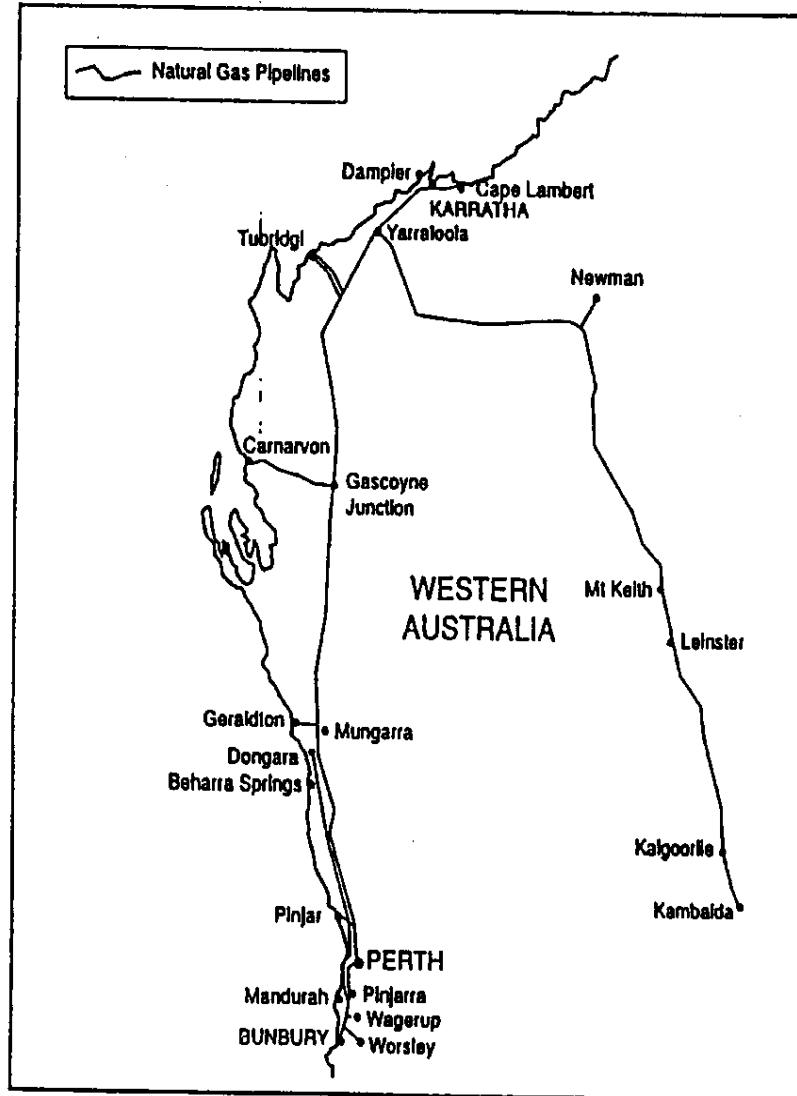 Natural Gas Pipelines
Dampier
Cape Lambert
KARRATHA
Yarraloola
Tubridgi
Newman
Carnarvon
Gascoyne
Junction
WESTERN
AUSTRALIA
Mt Keith
Leinster
Geraldton
Mungarra
Dongara
Beharra Springs
Kalgoorlie
Kambalda
Pinjar
PERTH
Mandurah
Pinjarra
Wagerup
BUNBURY
Worsley